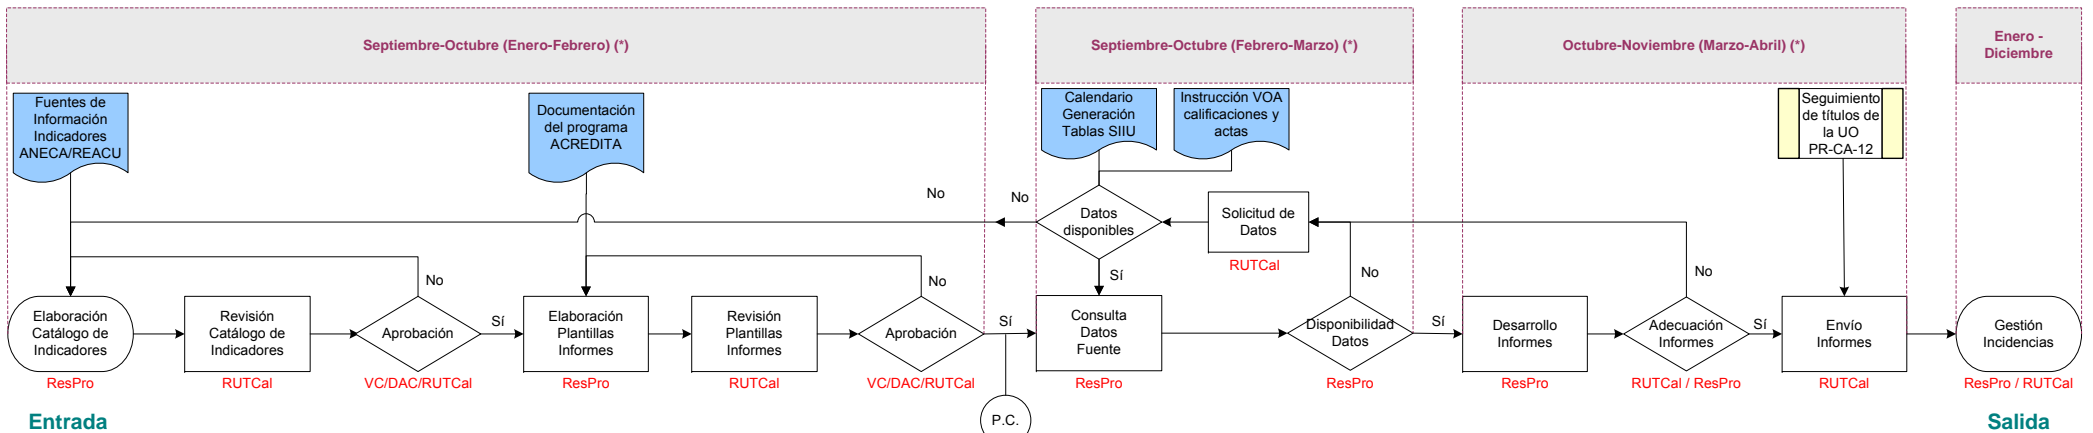 Septiembre-Octubre (Enero-Febrero) (*)
Septiembre-Octubre (Febrero-Marzo) (*)
Octubre-Noviembre (Marzo-Abril) (*)
Enero -
Diciembre
Fuentes de
Información
Indicadores
ANECA/REACU
Documentación
del programa
ACREDITA
Calendario
Generación
Tablas SIIU
Instrucción VOA
calificaciones y
actas
Seguimiento
de títulos de
la UO
PR-CA-12
No
No
No
Datos
disponibles
Solicitud de
Datos
RUTCal
Sí
No
No
No
No
Elaboración
Catálogo de
Indicadores
ResPro
Revisión
Catálogo de
Indicadores
RUTCal
Aprobación
VC/DAC/RUTCal
Sí
Elaboración
Plantillas
Informes
ResPro
Revisión
Plantillas
Informes
RUTCal
Aprobación
VC/DAC/RUTCal
Sí
Consulta
Datos
Fuente
ResPro
Disponibilidad
Datos
ResPro
Sí
Desarrollo
Informes
ResPro
Adecuación
Informes
RUTCal / ResPro
Sí
Envío
Informes
RUTCal
Gestión
Incidencias
ResPro / RUTCal
Entrada
P.C.
Salida